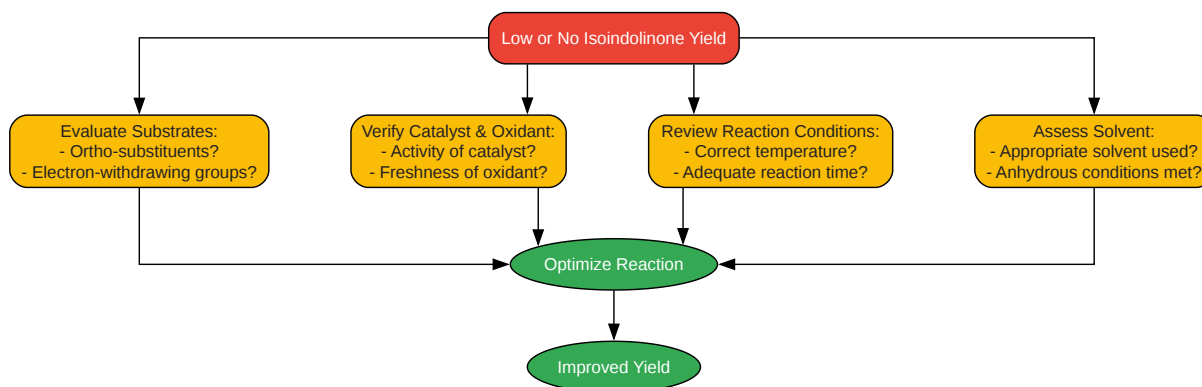 Low or No Isoindolinone Yield
Evaluate Substrates:
- Ortho-substituents?
- Electron-withdrawing groups?
Verify Catalyst & Oxidant:
- Activity of catalyst?
- Freshness of oxidant?
Review Reaction Conditions:
- Correct temperature?
- Adequate reaction time?
Assess Solvent:
- Appropriate solvent used?
- Anhydrous conditions met?
Optimize Reaction
Improved Yield